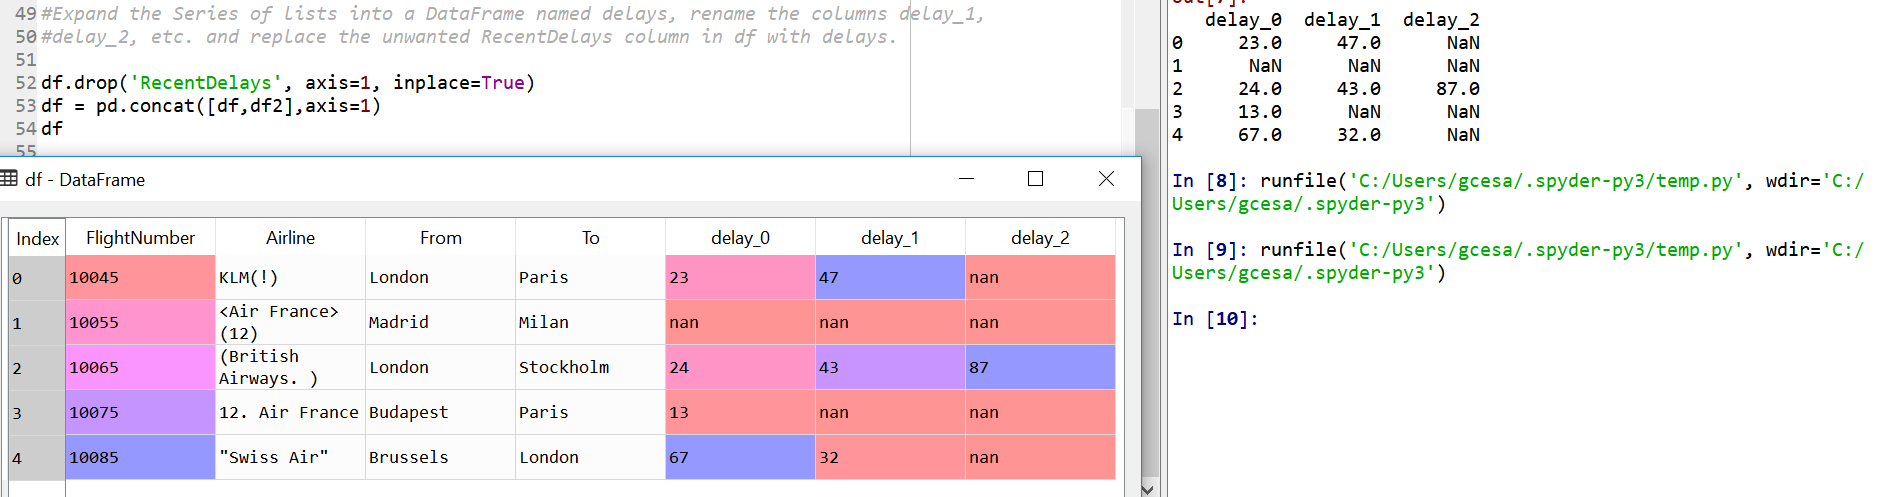 49 #Expand the Series of lists into a DataFrame named delays, rename the columns delay_1,
50 #delay_2, etc. and replace the unwanted RecentDelays column in df with delays.
51
52 df.drop('RecentDelays', axis=1, inplace=True)
53 df = pd.concat([df,df2],axis=1)
54 df
55
df - DataFrame
Index FlightNumber Airline From To delay_0 delay_1 delay_2
0 10045 KLM(!) London Paris 23 47 nan
1 10055 <Air France> (12) Madrid Milan nan nan nan
2 10065 (British Airways. ) London Stockholm 24 43 87
3 10075 12. Air France Budapest Paris 13 nan nan
4 10085 "Swiss Air" Brussels London 67 32 nan
Out[7]:
delay_0 delay_1 delay_2
0 23.0 47.0 NaN
1 NaN NaN NaN
2 24.0 43.0 87.0
3 13.0 NaN NaN
4 67.0 32.0 NaN
In [8]: runfile('C:/Users/gcesa/.spyder-py3/temp.py', wdir='C:/
Users/gcesa/.spyder-py3')
In [9]: runfile('C:/Users/gcesa/.spyder-py3/temp.py', wdir='C:/
Users/gcesa/.spyder-py3')
In [10]: